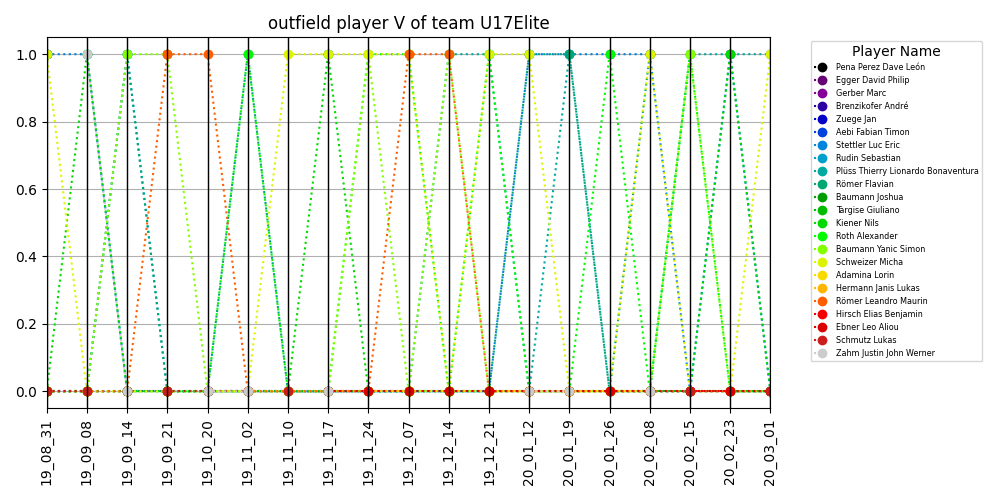 outfield player V of team U17Elite
1.0
0.8
0.6
0.4
0.2
0.0
19_08_31
19_09_08
19_09_14
19_09_21
19_10_20
19_11_02
19_11_10
19_11_17
19_11_24
19_12_07
19_12_14
19_12_21
20_01_12
20_01_19
20_01_26
20_02_08
20_02_15
20_02_23
20_03_01
Player Name
Pena Perez Dave León
Egger David Philip
Gerber Marc
Brenzikofer André
Zuege Jan
Aebi Fabian Timon
Stettler Luc Eric
Rudin Sebastian
Plüss Thierry Lionardo Bonaventura
Römer Flavian
Baumann Joshua
Targise Giuliano
Kiener Nils
Roth Alexander
Baumann Yanic Simon
Schweizer Micha
Adamina Lorin
Hermann Janis Lukas
Römer Leandro Maurin
Hirsch Elias Benjamin
Ebner Leo Aliou
Schmutz Lukas
Zahm Justin John Werner